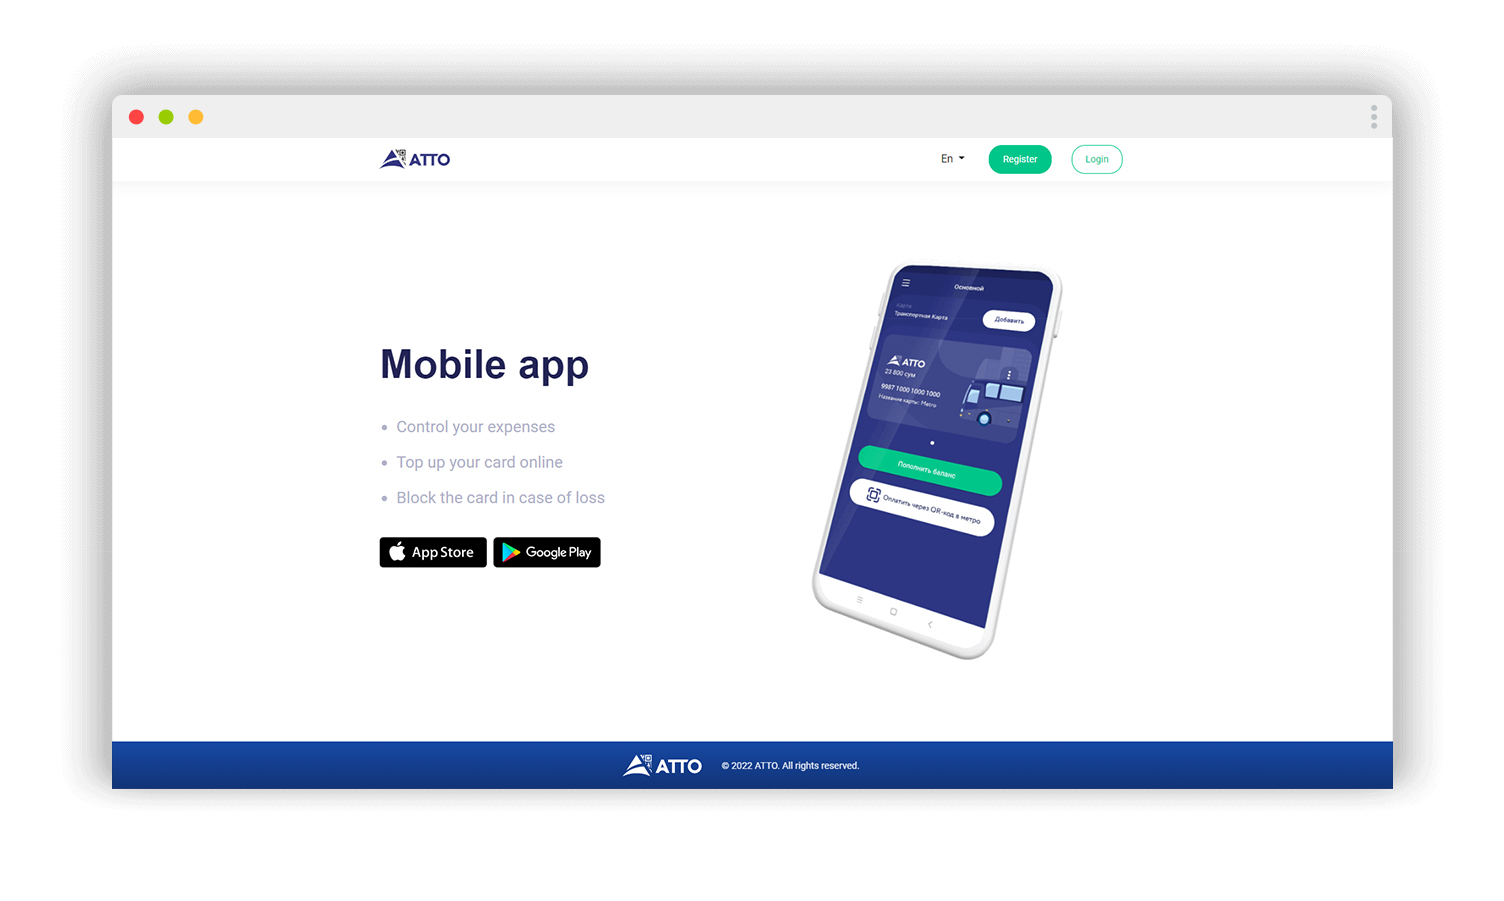 ATTO
En
Register
Login
Mobile app
Control your expenses
Top up your card online
Block the card in case of loss
App Store
Google Play
Основной
Карта
Транспортная Карта
Добавить
ATTO
23 800 сум
9987 1000 1000 1000
Название карты: Metro
Пополнить баланс
Оплатить через QR-код в метро
ATTO
© 2022 ATTO. All rights reserved.